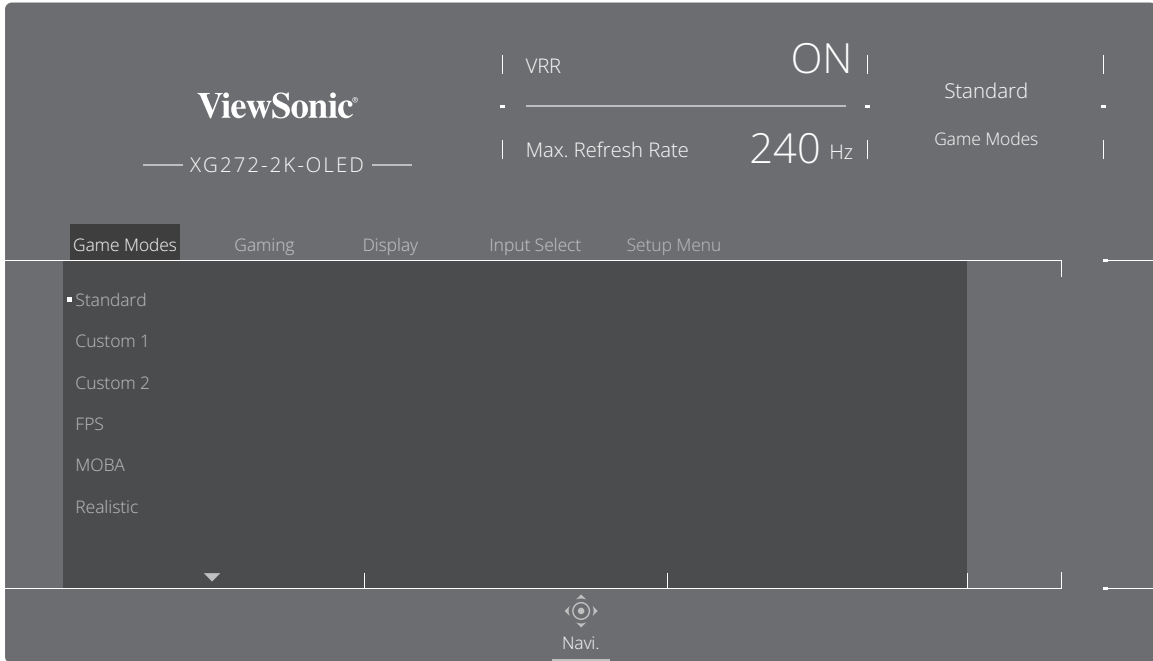 ViewSonic®
XG272-2K-OLED
VRR ON
Max. Refresh Rate 240 Hz
Standard
Game Modes
Game Modes Gaming Display Input Select Setup Menu
Standard
Custom 1
Custom 2
FPS
MOBA
Realistic
Navi.